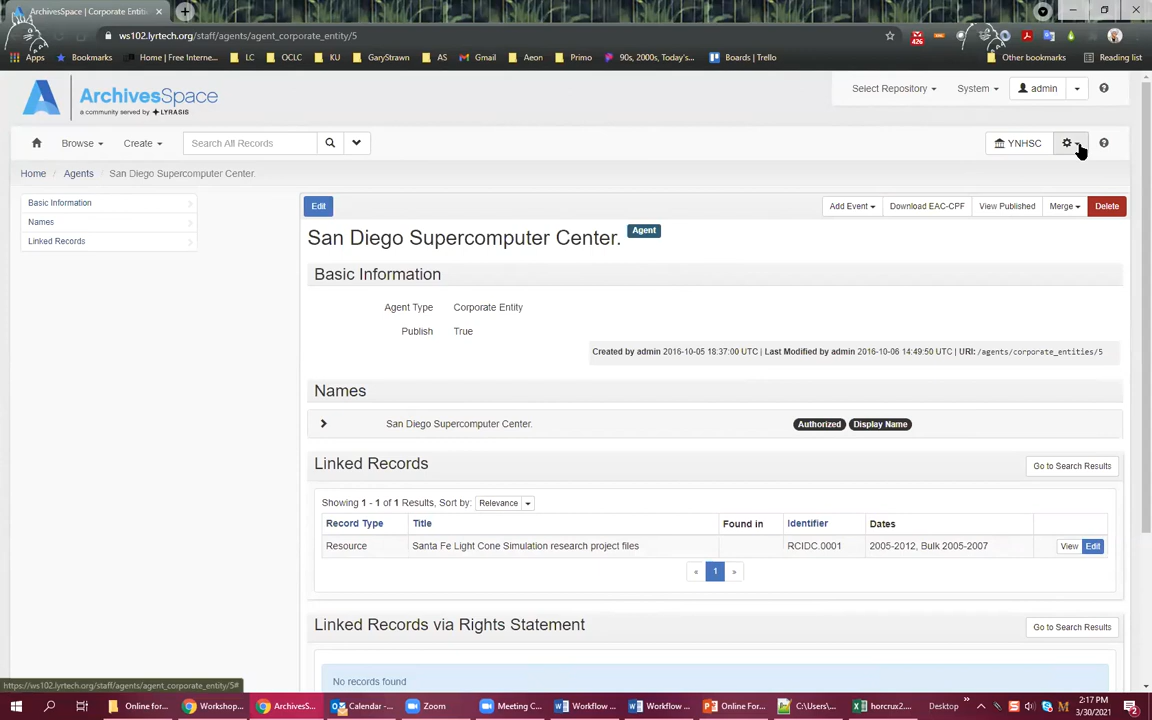 ArchivesSpace | Corporate Entit
ws102.lyrtech.org/staff/agents/agent_corporate_entity/5
426
Apps
Bookmarks
Home | Free Interne...
LC
OCLC
KU
GaryStrawn
AS
Gmail
Aeon
Primo
90s, 2000s, Today's...
Boards | Trello
Other bookmarks
Reading list
ArchivesSpace
a community served by LYRASIS
Select Repository
System
admin
Browse
Create
Search All Records
YNHSC
Home
Agents
San Diego Supercomputer Center.
Basic Information
Names
Linked Records
Edit
Add Event
Download EAC-CPF
View Published
Merge
Delete
San Diego Supercomputer Center. Agent
Basic Information
Agent Type Corporate Entity
Publish True
Created by admin 2016-10-05 18:37:00 UTC | Last Modified by admin 2016-10-06 14:49:50 UTC | URI: /agents/corporate_entities/5
Names
San Diego Supercomputer Center. Authorized Display Name
Linked Records
Go to Search Results
Showing 1 - 1 of 1 Results, Sort by: Relevance
Record Type Title Found in Identifier Dates
Resource Santa Fe Light Cone Simulation research project files RCIDC.0001 2005-2012, Bulk 2005-2007 View Edit
« 1 »
Linked Records via Rights Statement
Go to Search Results
No records found
https://ws102.lyrtech.org/staff/agents/agent_corporate_entity/5#
Online for...
Workshop...
ArchivesS...
Calendar -...
Zoom
Meeting C...
Workflow ...
Workflow ...
Online For...
C:\Users\...
horcrux2....
Desktop
2:17 PM
3/30/2021
2